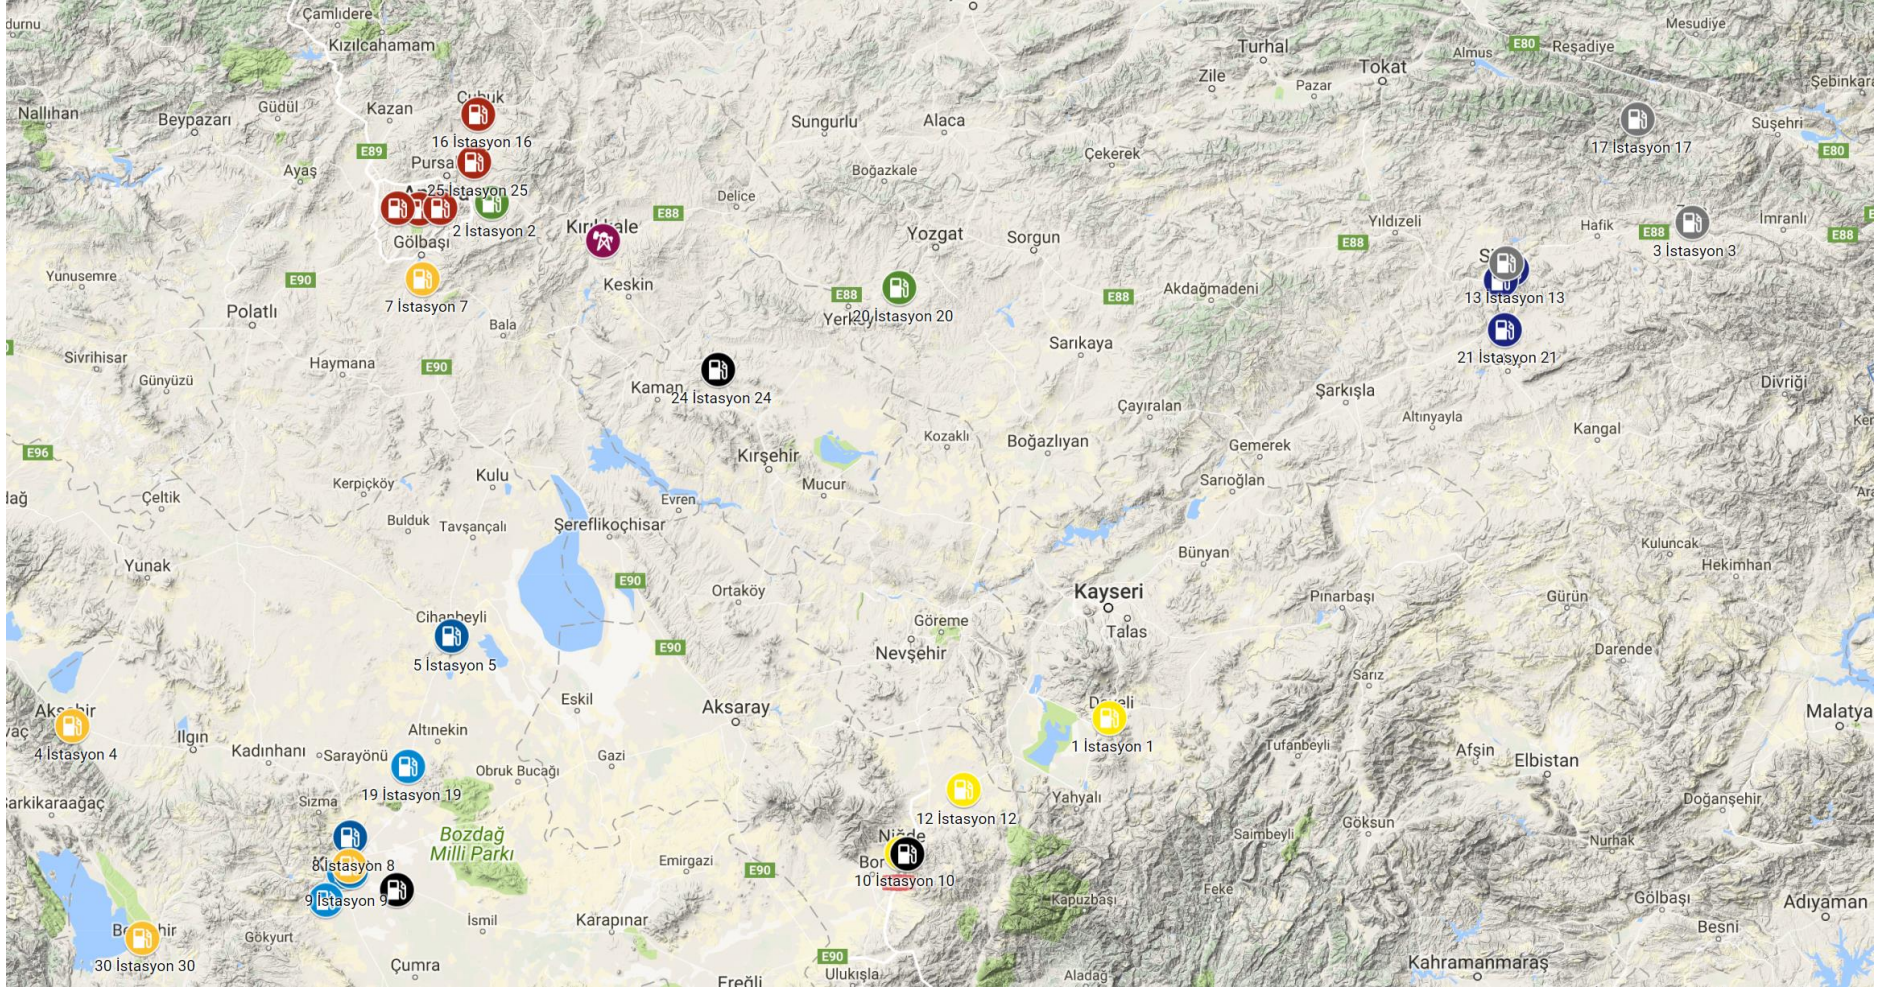 Çamlıdere
Kızılcahamam
Turhal
E80
Reşadiye
Mesudiye
Almus
Tokat
Zile
Pazar
Nallıhan
Beypazarı
Güdül
Kazan
16 İstasyon 16
Sungurlu
Alaca
17 İstasyon 17
Suşehri
E80
E89
Ayaş
25 İstasyon 25
Boğazkale
Çekerek
Delice
2 İstasyon 2
E88
Gölbaşı
Yozgat
Sorgun
Yıldızeli
E88
Hafik
E88
İmranlı
E88
3 İstasyon 3
Yunusemre
E90
7 İstasyon 7
Keskin
E88
20 İstasyon 20
E88
Akdağmadeni
13 İstasyon 13
Polatlı
Bala
Sivrihisar
Haymana
E90
Günyüzü
Sarıkaya
21 İstasyon 21
Kaman
24 İstasyon 24
Çayıralan
Şarkışla
Altınyayla
Divriği
Kangal
E96
Kozaklı
Boğazlıyan
Gemerek
Kırşehir
Mucur
Sarıoğlan
Kulu
Kerpiçköy
Çeltik
Evren
Bulduk
Tavşançalı
Şereflikoçhisar
Bünyan
Kuluncak
Hekimhan
Yunak
E90
Ortaköy
Kayseri
Pınarbaşı
Gürün
Cihanbeyli
5 İstasyon 5
Göreme
Talas
Nevşehir
E90
Darende
Sarız
Eskil
Aksaray
Malatya
4 İstasyon 4
Ilgın
Kadınhanı
Sarayönü
Altınekin
Gazi
Obruk Bucağı
1 İstasyon 1
Tufanbeyli
Afşin
Elbistan
19 İstasyon 19
Sızma
12 İstasyon 12
Yahyalı
Doğanşehir
Göksun
Saimbeyli
Nurhak
Bozdağ
Milli Parkı
8 İstasyon 8
Emirgazi
E90
Niğde
Bor
10 İstasyon 10
9 İstasyon 9
Kapuzbaşı
Feke
Gölbaşı
Adıyaman
İsmil
Karapınar
Besni
30 İstasyon 30
Gökyurt
Çumra
E90
Ulukışla
Ereğli
Aladağ
Kahramanmaraş